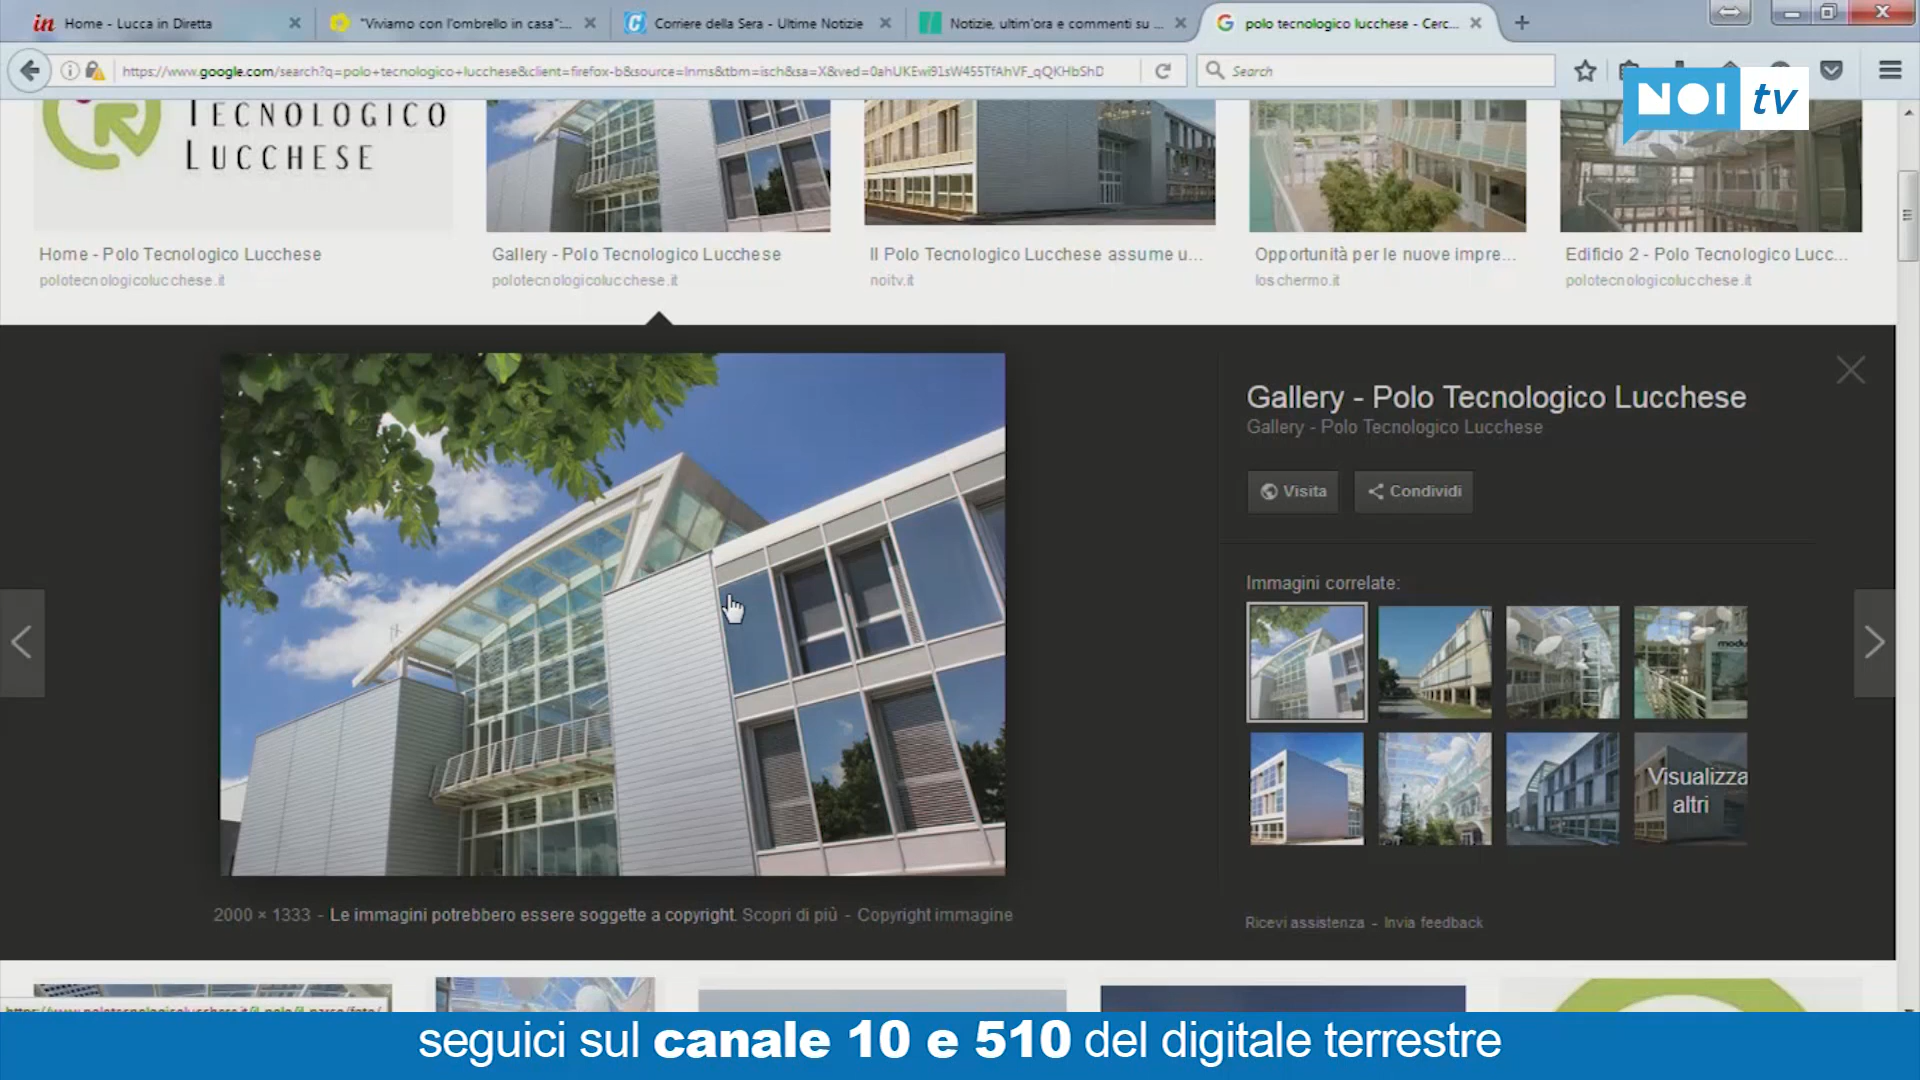 Home - Lucca in Diretta
"Viviamo con l'ombrello in casa":...
Corriere della Sera - Ultime Notizie
Notizie, ultim'ora e commenti su ...
polo tecnologico lucchese - Cerc...
https://www.google.com/search?q=polo+tecnologico+lucchese&client=firefox-b&source=lnms&tbm=isch&sa=X&ved=0ahUKEwi91sW455TfAhVF_qQKHbShD
Search
NOI tv
TECNOLOGICO
LUCCHESE
Home - Polo Tecnologico Lucchese
polotecnologicolucchese.it
Gallery - Polo Tecnologico Lucchese
polotecnologicolucchese.it
Il Polo Tecnologico Lucchese assume u...
noitv.it
Opportunità per le nuove impre...
loschermo.it
Edificio 2 - Polo Tecnologico Lucc...
polotecnologicolucchese.it
Gallery - Polo Tecnologico Lucchese
Gallery - Polo Tecnologico Lucchese
Visita
Condividi
Immagini correlate:
Visualizza
altri
2000 × 1333 - Le immagini potrebbero essere soggette a copyright. Scopri di più - Copyright immagine
Ricevi assistenza - Invia feedback
seguici sul canale 10 e 510 del digitale terrestre